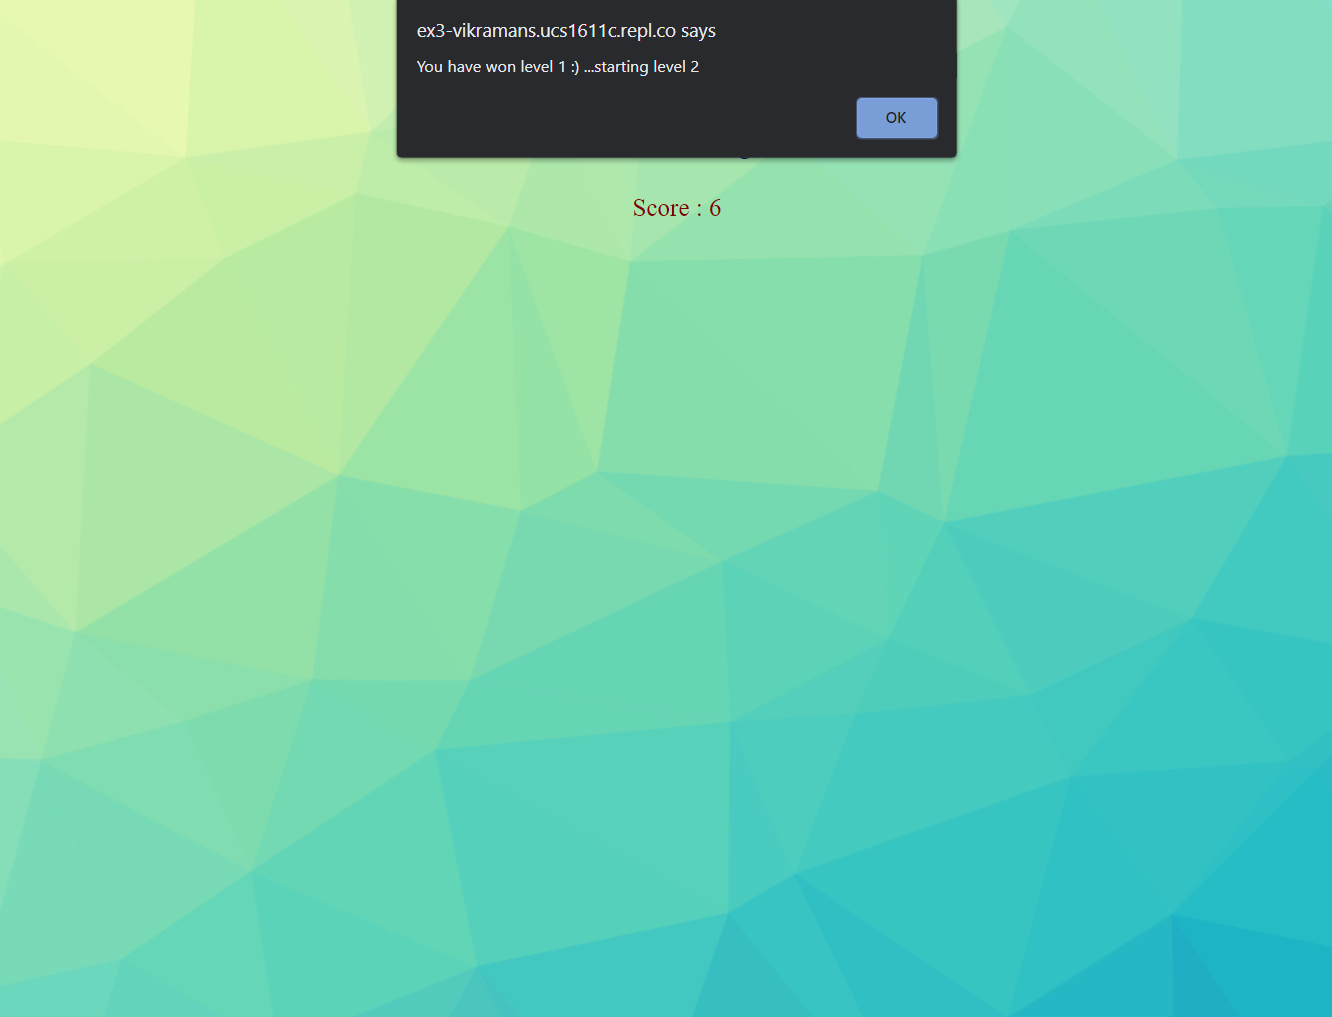 ex3-vikramans.ucs1611c.repl.co says
You have won level 1 :) ...starting level 2
OK
Score : 6